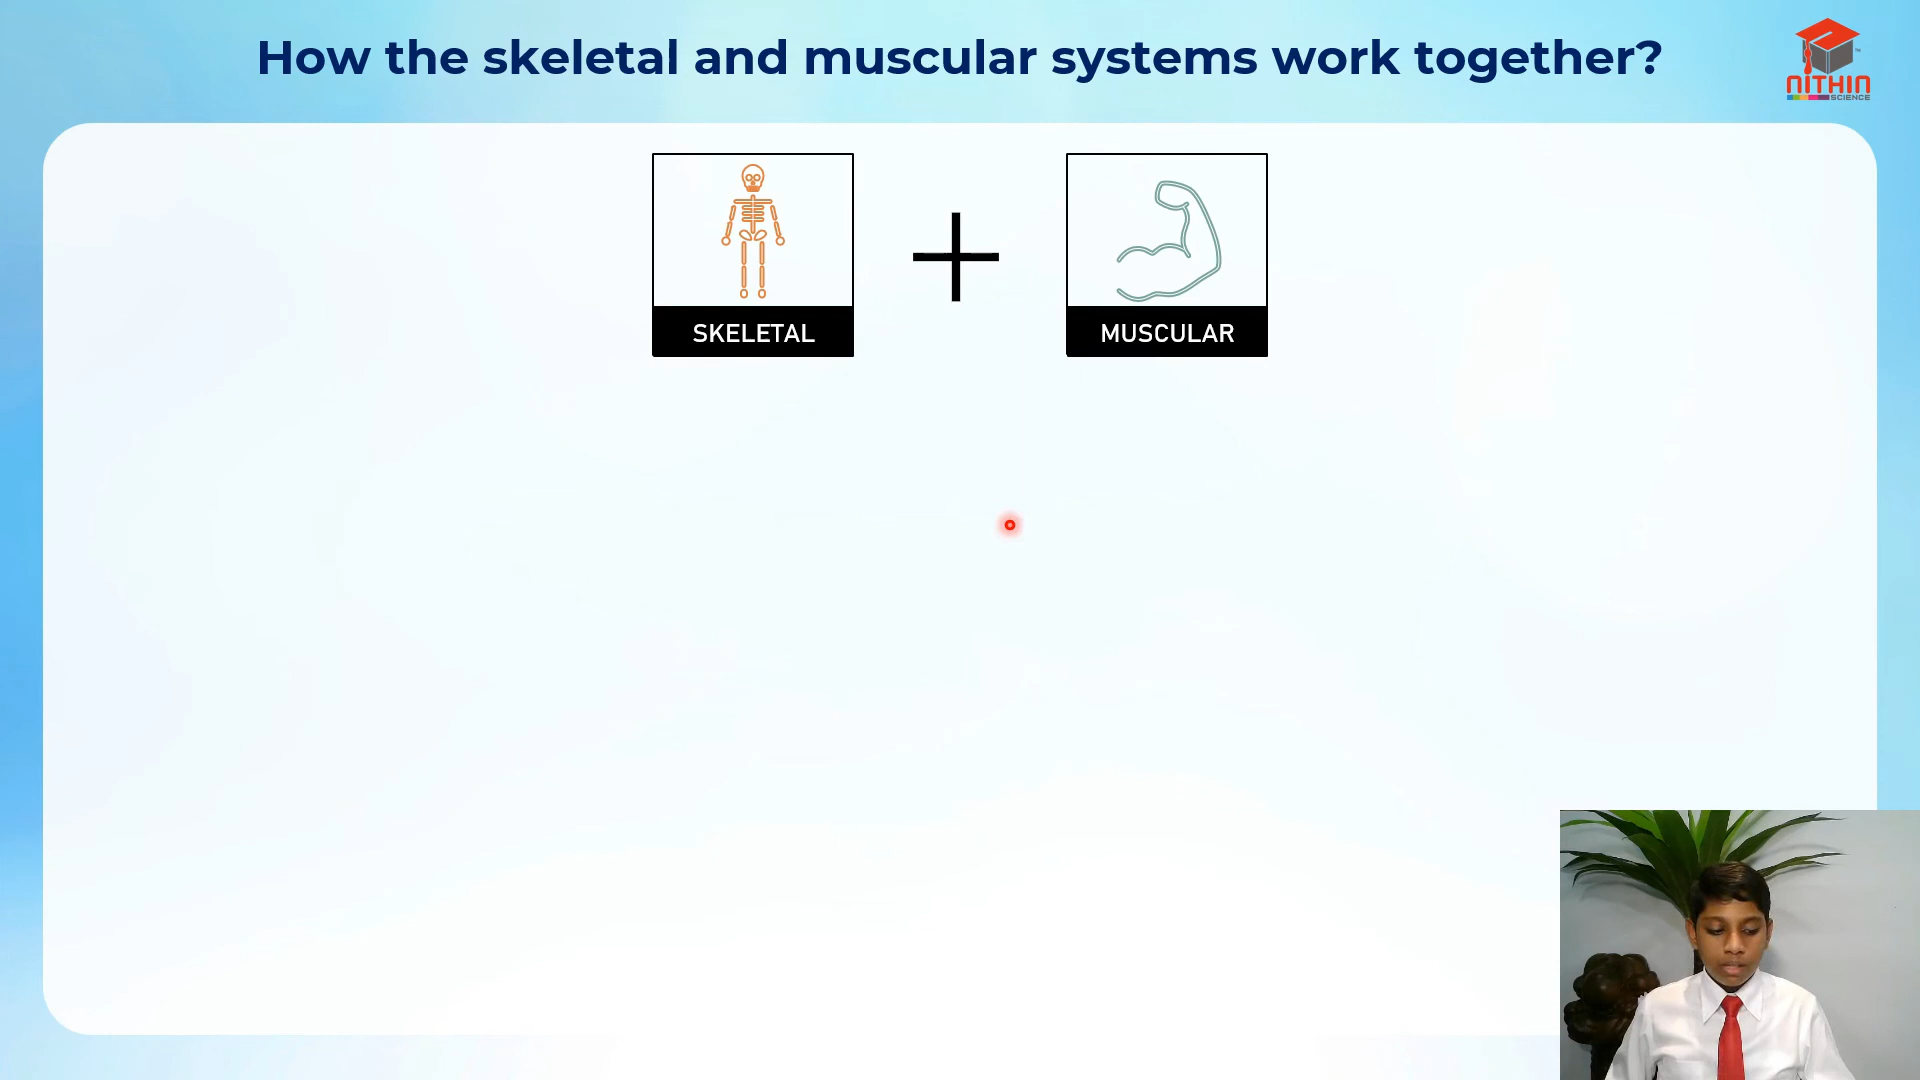 How the skeletal and muscular systems work together?
NITHIN
SCIENCE
SKELETAL
MUSCULAR